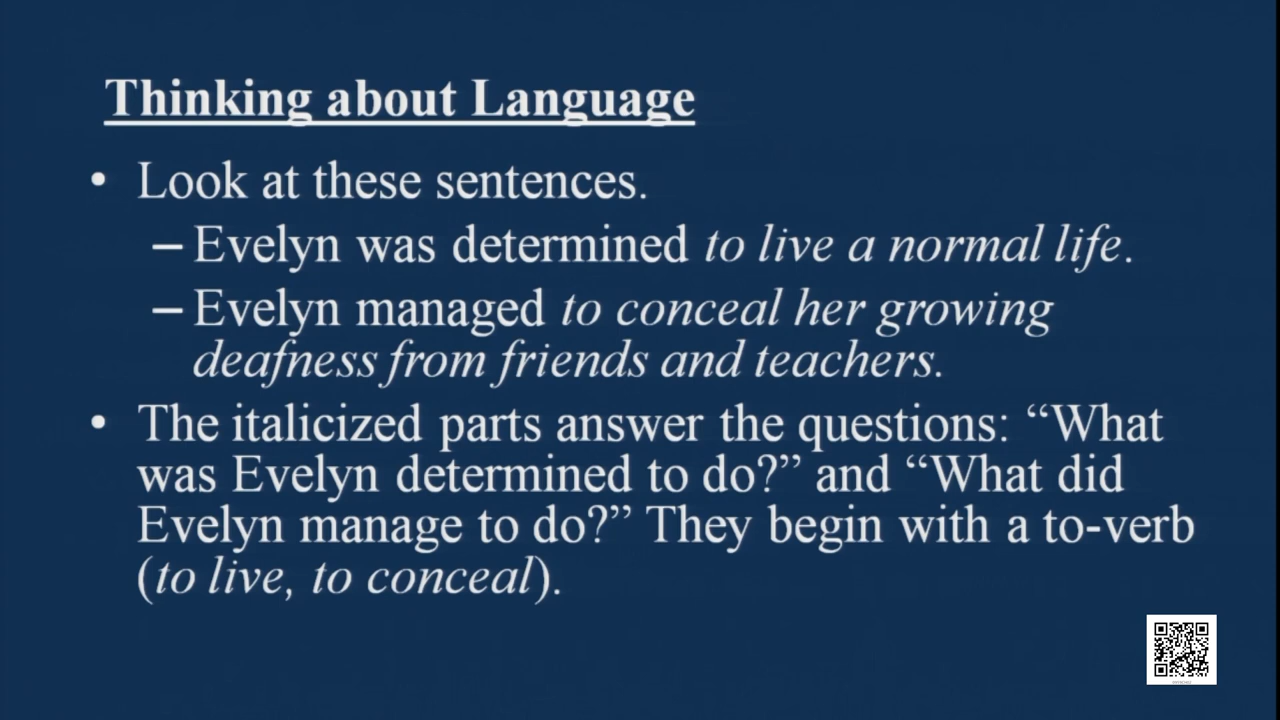 Thinking about Language
• Look at these sentences.
– Evelyn was determined to live a normal life.
– Evelyn managed to conceal her growing
deafness from friends and teachers.
• The italicized parts answer the questions: “What
was Evelyn determined to do?” and “What did
Evelyn manage to do?” They begin with a to-verb
(to live, to conceal).